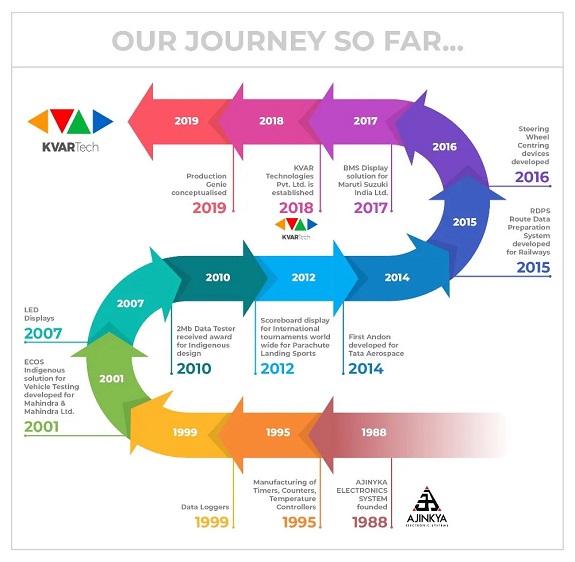 OUR JOURNEY SO FAR...
KVARTech
2019
2018
2017
2016
Production
Genie
conceptualised
2019
KVAR
Technologies
Pvt. Ltd. is
established
2018
KVARTech
BMS Display
solution for
Maruti Suzuki
India Ltd.
2017
Steering
Wheel
Centring
devices
developed
2016
2015
RDPS
Route Data
Preparation
System
developed
for Railways
2015
2007
2010
2012
2014
LED
Displays
2007
2Mb Data Tester
received award
for Indigenous
design
2010
Scoreboard display
for International
tournaments world
wide for Parachute
Landing Sports
2012
First Andon
developed for
Tata Aerospace
2014
2001
ECOS
Indigenous
solution for
Vehicle Testing
developed for
Mahindra &
Mahindra Ltd.
2001
1999
1995
1988
Data Loggers
1999
Manufacturing of
Timers, Counters,
Temperature
Controllers
1995
AJINYKA
ELECTRONICS
SYSTEM
founded
1988
AJINKYA
ELECTRONIC SYSTEMS